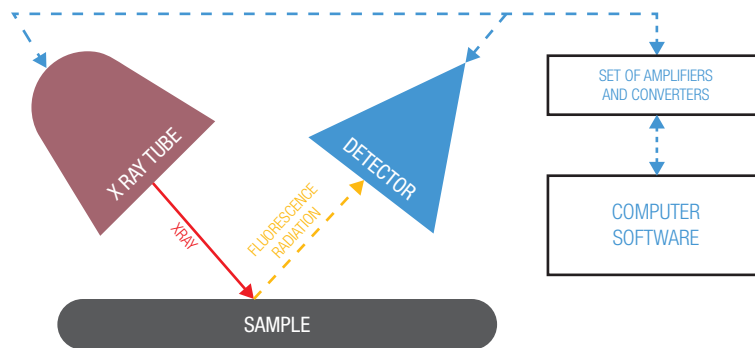 SET OF AMPLIFIERS
AND CONVERTERS
X RAY TUBE
DETECTOR
XRAY
FLUORESCENCE
RADIATION
COMPUTER
SOFTWARE
SAMPLE